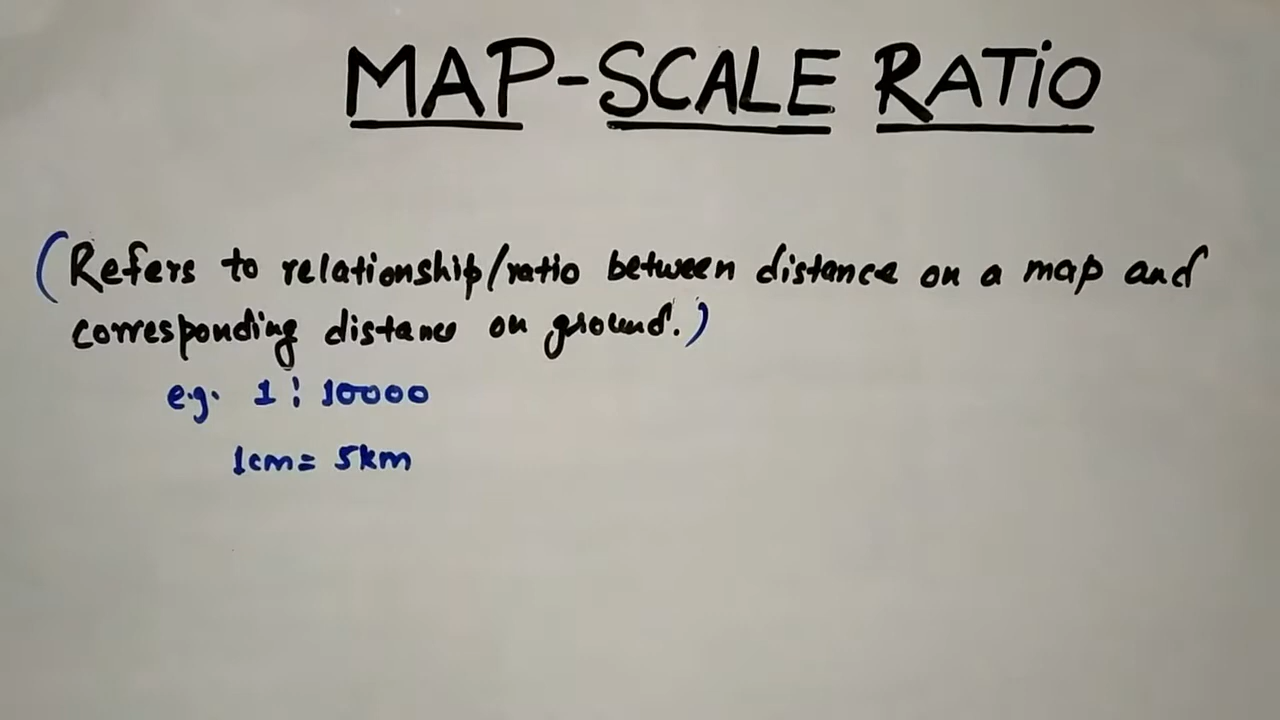 MAP-SCALE RATiO
(Refers to relationship/ratio between distance on a map and
corresponding distance on ground.)
e.g. 1 : 10000
1cm = 5km